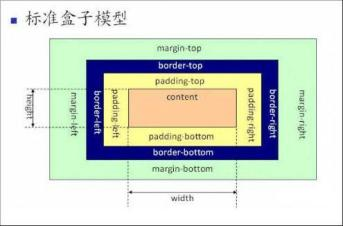 标准盒子模型
margin-top
border-top
padding-top
content
height
margin-left
border-left
padding-left
padding-right
border-right
margin-right
padding-bottom
border-bottom
margin-bottom
width